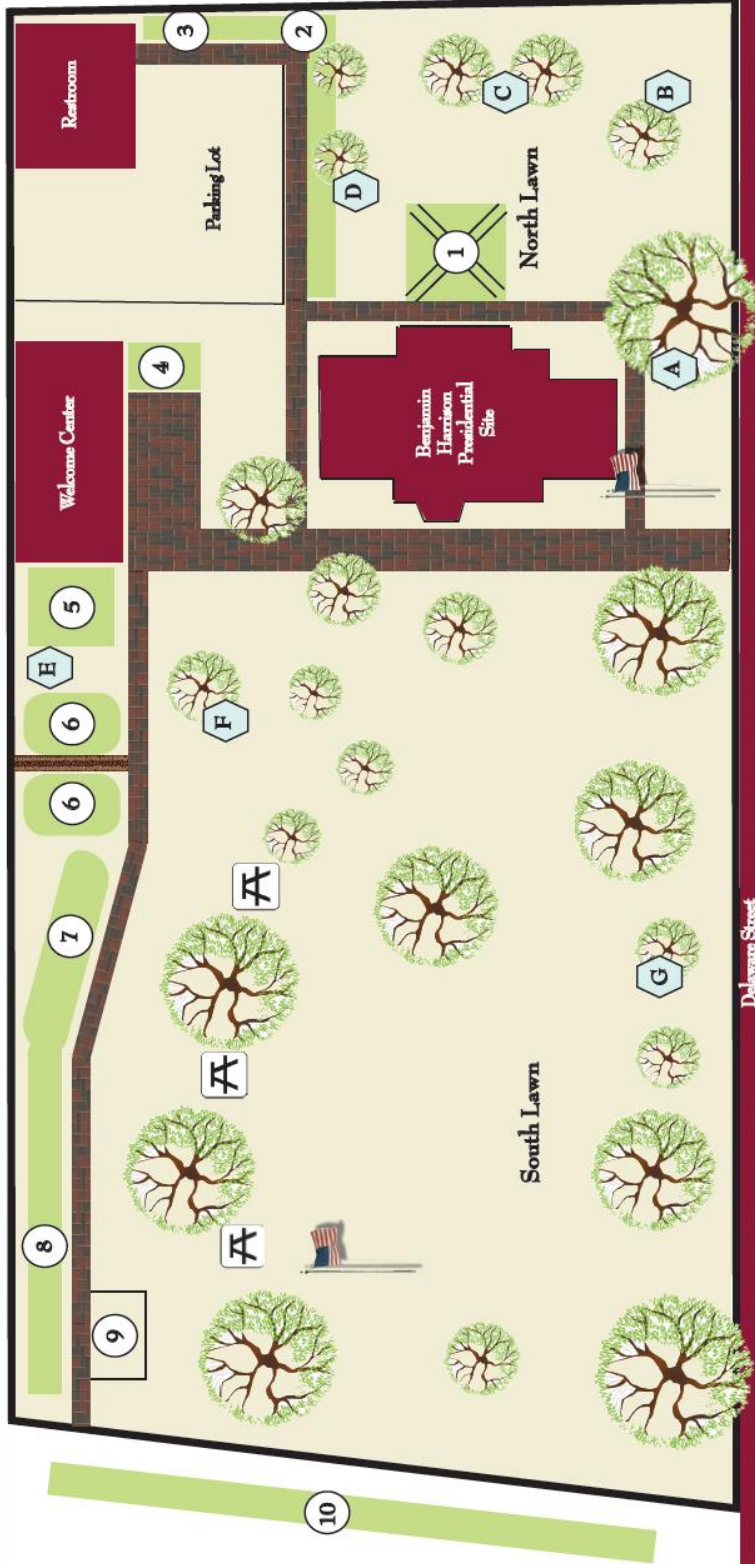 Restroom
3
2
Parking Lot
C
B
D
1
North Lawn
Welcome Center
4
Benjamin
Harrison
Presidential
Site
A
5
E
6
F
6
7
G
Delaware Street
8
South Lawn
9
10